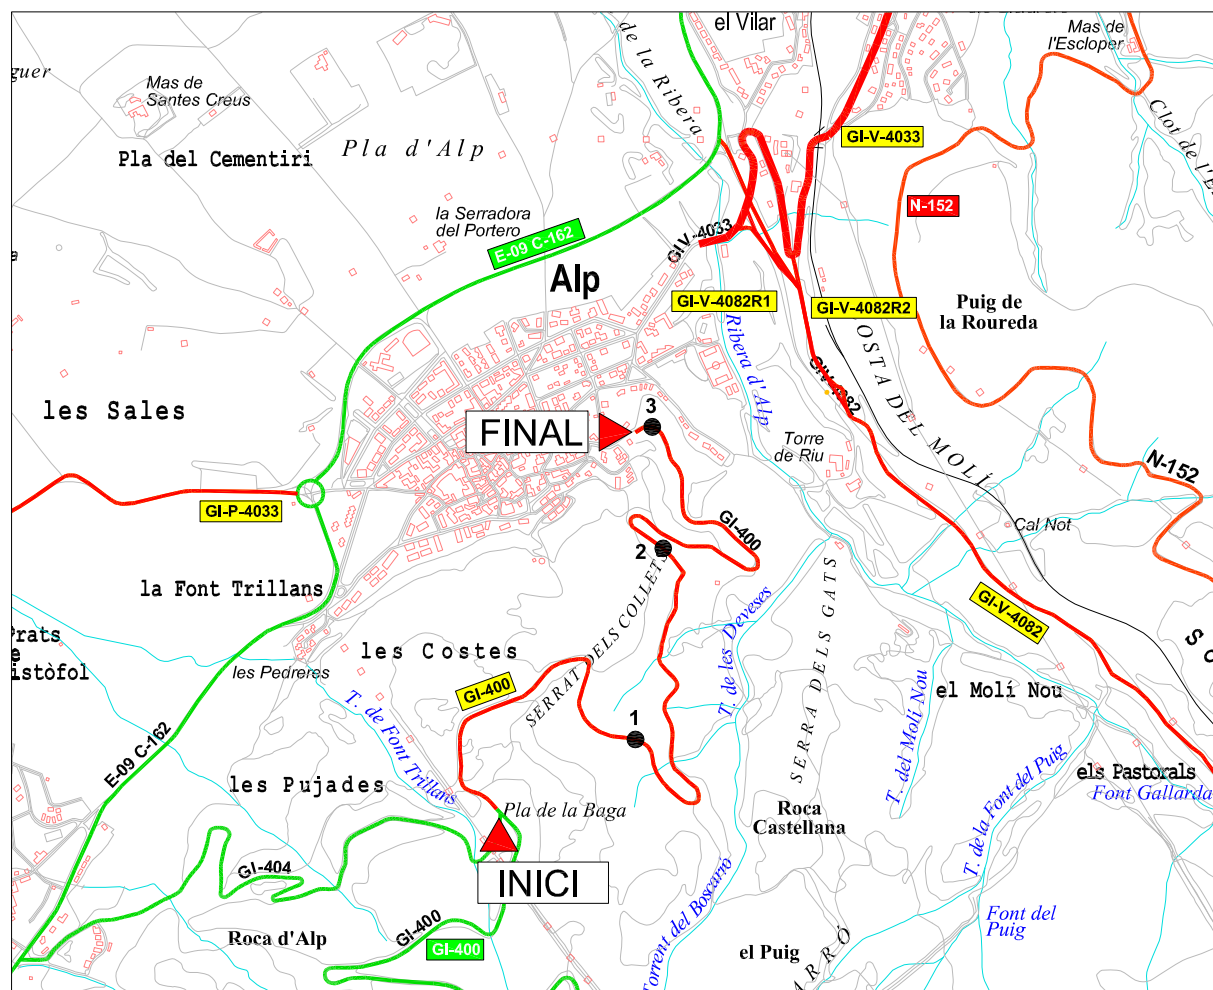 el Vilar
Mas de
l'Escloper
guer
Mas de
Santes Creus
de la Ribera
GI-V-4033
Clot de l'E
Pla del Cementiri
Pla d'Alp
N-152
la Serradora
del Portero
E-09 C-162
GIV-4033
Alp
GI-V-4082R1
GI-V-4082R2
Puig de
la Roureda
Ribera d'Alp
COSTA DEL MOLÍ
GIV-4082
les Sales
3
FINAL
Torre
de Riu
N-152
GI-P-4033
GI-400
Cal Not
2
la Font Trillans
SERRAT DELS COLLETS
T. de les Deveses
SERRA DELS GATS
GI-V-4082
Prats
istòfol
les Costes
les Pedreres
GI-400
T. de Font Trillans
T. del Molí Nou
el Molí Nou
1
E-09 C-162
T. de la Font del Puig
els Pastorals
Font Gallarda
les Pujades
Pla de la Baga
Roca
Castellana
GI-404
INICI
Torrent del Boscarró
GI-400
Roca d'Alp
GI-400
Font del
Puig
el Puig
ARRÓ